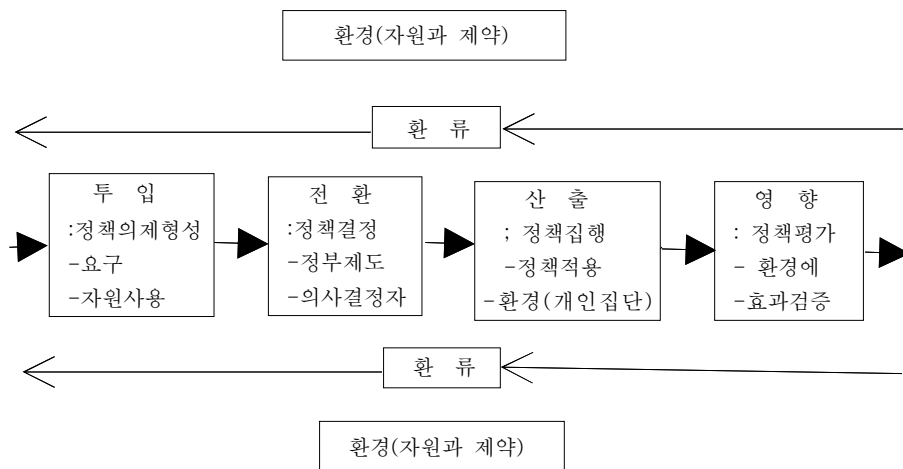 환경(자원과 제약)
환 류
투 입
:정책의제형성
-요구
-자원사용
전 환
:정책결정
-정부제도
-의사결정자
산 출
; 정책집행
-정책적용
-환경(개인집단)
영 향
: 정책평가
- 환경에
-효과검증
환 류
환경(자원과 제약)